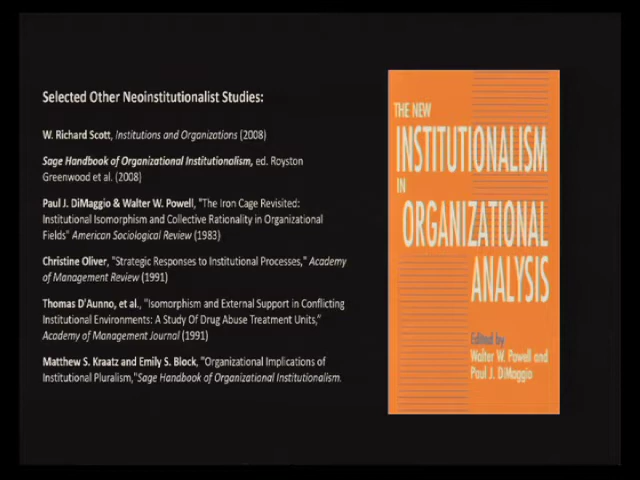 Selected Other Neoinstitutionalist Studies:
W. Richard Scott, Institutions and Organizations (2008)
Sage Handbook of Organizational Institutionalism, ed. Royston
Greenwood et al. (2008)
Paul J. DiMaggio & Walter W. Powell, "The Iron Cage Revisited:
Institutional Isomorphism and Collective Rationality in Organizational
Fields" American Sociological Review (1983)
Christine Oliver, "Strategic Responses to Institutional Processes," Academy
of Management Review (1991)
Thomas D'Aunno, et al., "Isomorphism and External Support in Conflicting
Institutional Environments: A Study Of Drug Abuse Treatment Units,"
Academy of Management Journal (1991)
Matthew S. Kraatz and Emily S. Block, "Organizational Implications of
Institutional Pluralism,"Sage Handbook of Organizational Institutionalism.
THE NEW
INSTITUTIONALISM
IN
ORGANIZATIONAL
ANALYSIS
Edited by
Walter W. Powell and
Paul J. DiMaggio